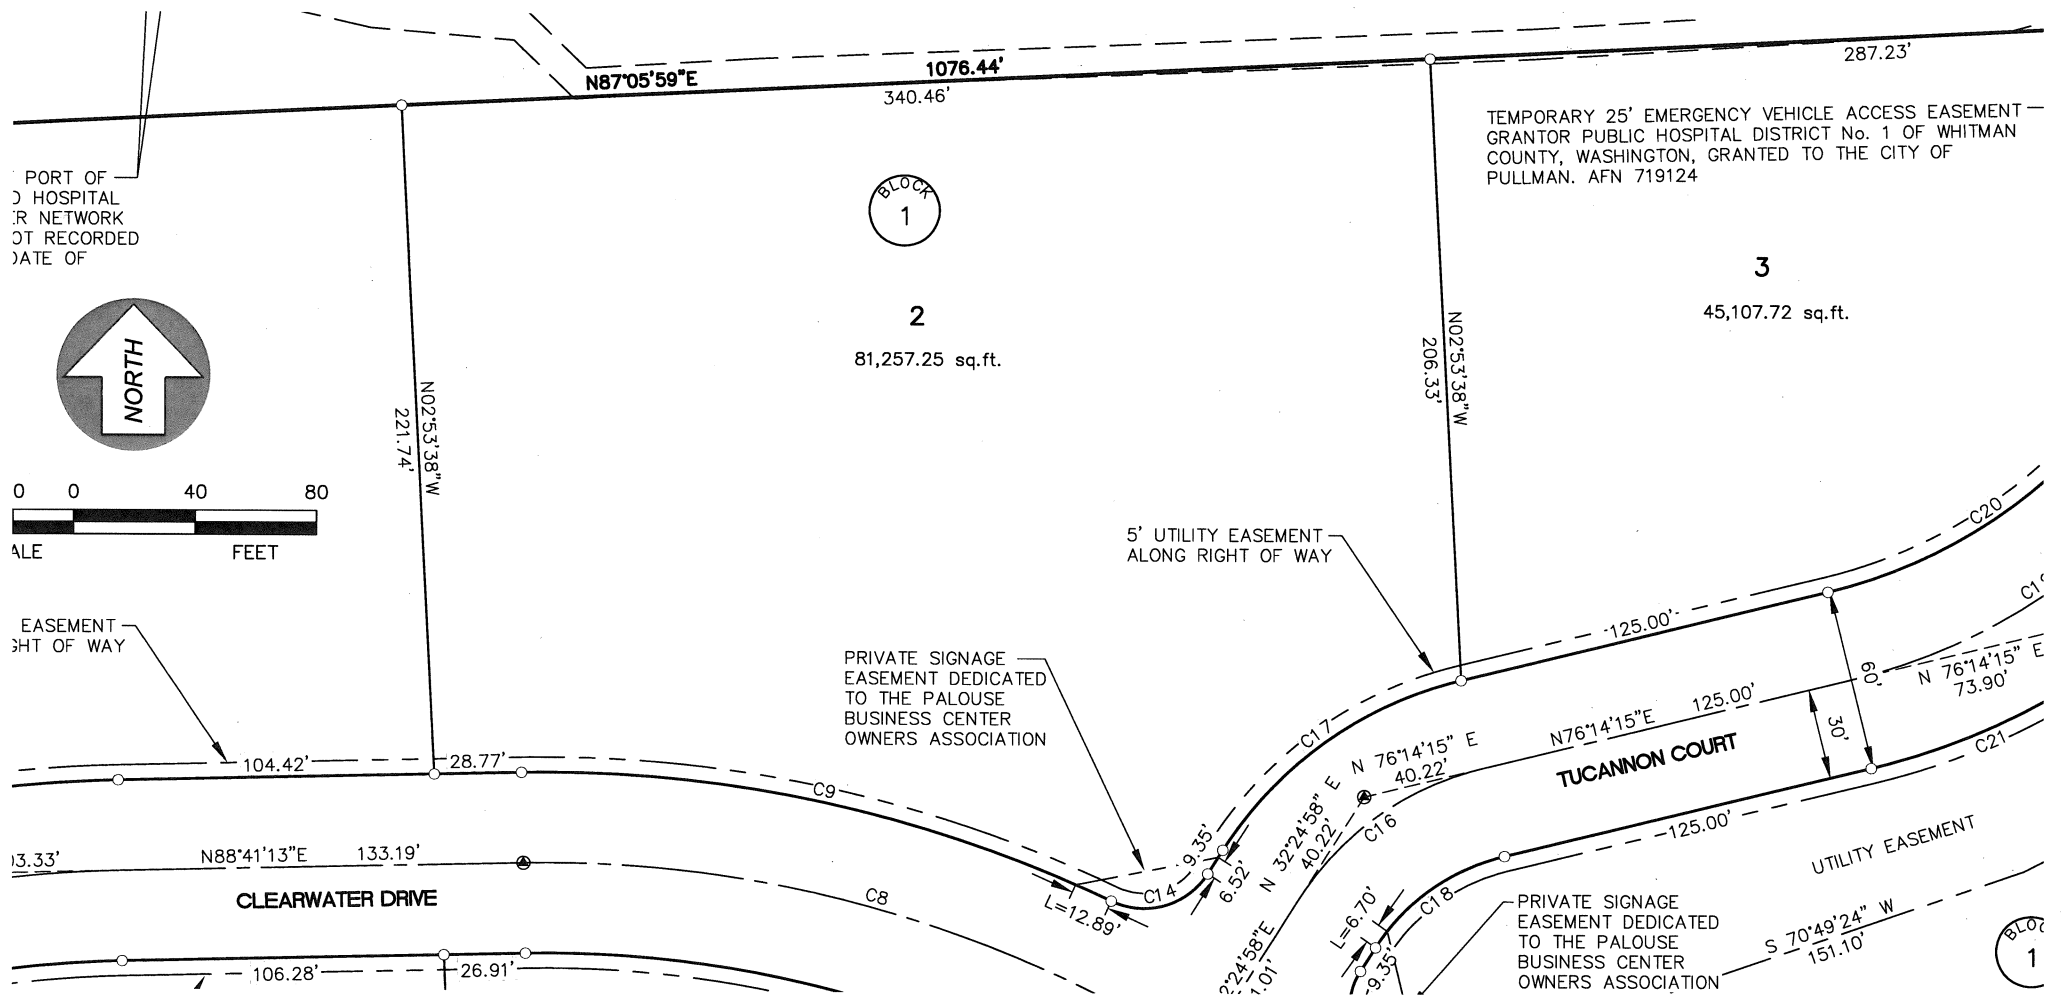 N87°05'59"E
1076.44'
340.46'
287.23'
TEMPORARY 25' EMERGENCY VEHICLE ACCESS EASEMENT
GRANTOR PUBLIC HOSPITAL DISTRICT No. 1 OF WHITMAN
COUNTY, WASHINGTON, GRANTED TO THE CITY OF
PULLMAN. AFN 719124
PORT OF
HOSPITAL
NETWORK
RECORDED
OF
BLOCK
1
2
81,257.25 sq.ft.
3
45,107.72 sq.ft.
NORTH
N02°53'38"W
221.74'
N02°53'38"W
206.33'
0 0 40 80
FEET
5' UTILITY EASEMENT
ALONG RIGHT OF WAY
EASEMENT
OF WAY
PRIVATE SIGNAGE
EASEMENT DEDICATED
TO THE PALOUSE
BUSINESS CENTER
OWNERS ASSOCIATION
C20
125.00'
60'
N 76°14'15" E
73.90'
104.42'
28.77'
C9
C17
N 76°14'15" E
40.22'
N76°14'15"E
125.00'
30'
TUCANNON COURT
C21
N 32°24'58" E
40.22'
C16
125.00'
UTILITY EASEMENT
N88°41'13"E
133.19'
CLEARWATER DRIVE
C8
L=12.89'
C14
9.35'
6.52'
L=6.70'
C18
9.35'
PRIVATE SIGNAGE
EASEMENT DEDICATED
TO THE PALOUSE
BUSINESS CENTER
OWNERS ASSOCIATION
S 70°49'24" W
151.10'
1
106.28'
26.91'